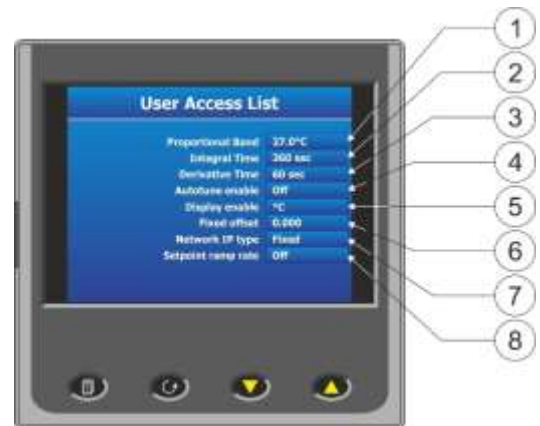 User Access List
Proportional Band 37.0°C
Integral Time 360 sec
Derivative Time 60 sec
Autotune enable Off
Display enable °C
Fixed offset 0.000
Network IP type Fixed
Setpoint ramp rate Off
1
2
3
4
5
6
7
8